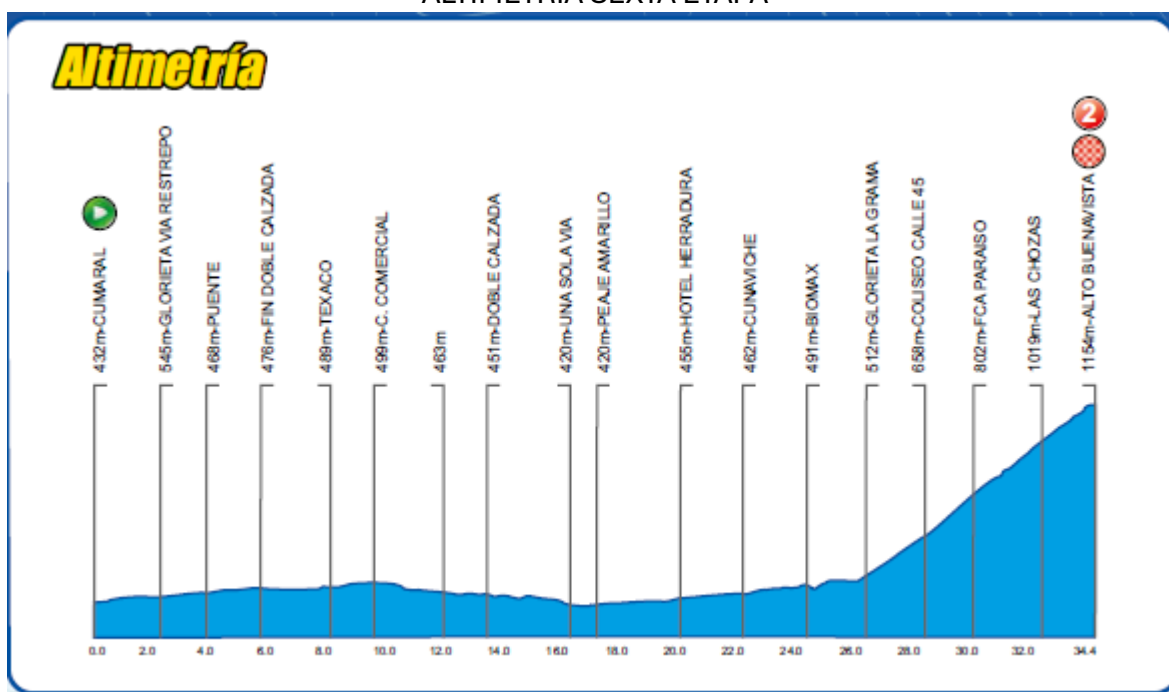 ALTIMETRIA SEXTA ETAPA
Altimetría
2
432m-CUMARAL
545m-GLORIETA VIA RESTREPO
468m-PUENTE
476m-FIN DOBLE CALZADA
489m-TEXACO
499m-C. COMERCIAL
463m
451m-DOBLE CALZADA
420m-UNA SOLA VIA
420m-PEAJE AMARILLO
455m-HOTEL HERRADURA
462m-CUNAVICHE
491m-BIOMAX
512m-GLORIETA LA GRAMA
658m-COLISEO CALLE 45
802m-FCA PARAISO
1019m-LAS CHOZAS
1154m-ALTO BUENAVISTA
0.0 2.0 4.0 6.0 8.0 10.0 12.0 14.0 16.0 18.0 20.0 22.0 24.0 26.0 28.0 30.0 32.0 34.4